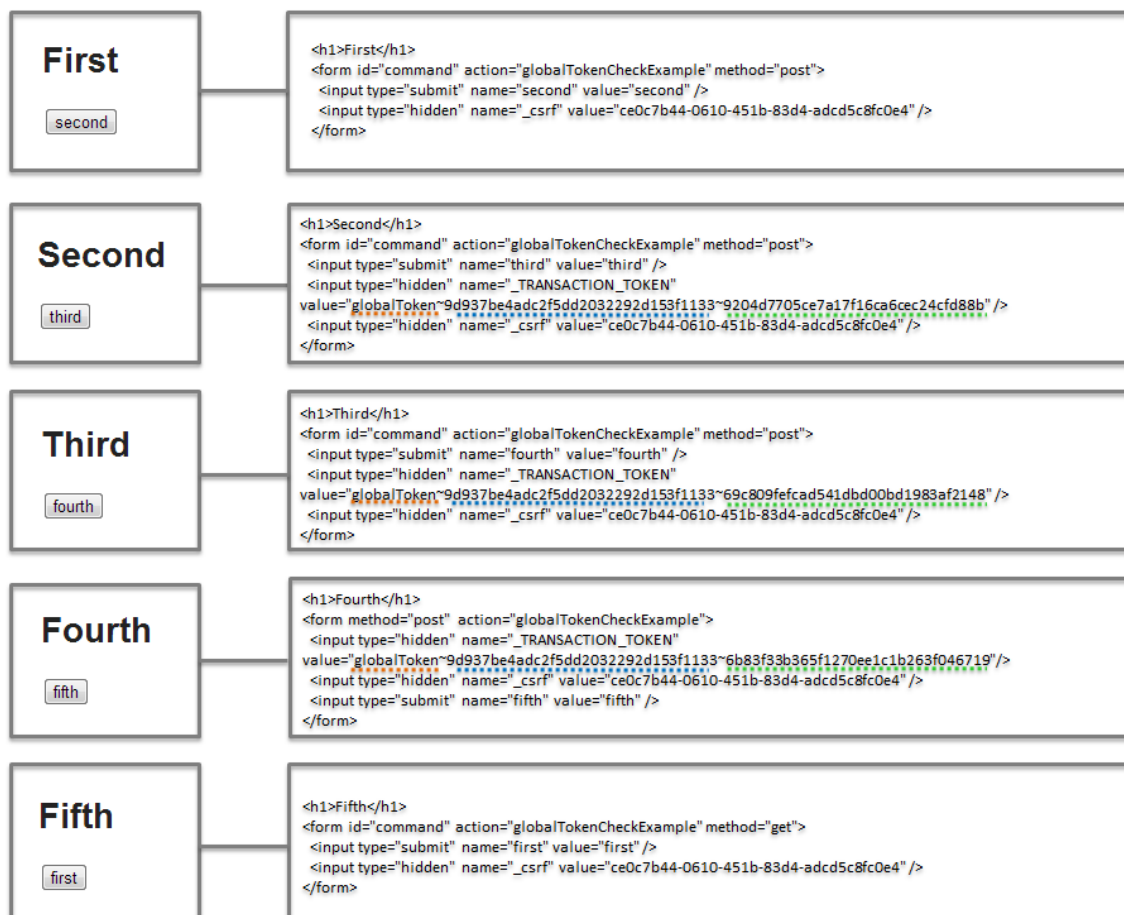 First
second
<h1>First</h1>
<form id="command" action="globalTokenCheckExample" method="post">
<input type="submit" name="second" value="second" />
<input type="hidden" name="_csrf" value="ce0c7b44-0610-451b-83d4-adcd5c8fc0e4" />
</form>
Second
third
<h1>Second</h1>
<form id="command" action="globalTokenCheckExample" method="post">
<input type="submit" name="third" value="third" />
<input type="hidden" name="_TRANSACTION_TOKEN"
value="globalToken~9d937be4adc2f5dd2032292d153f1133~9204d7705ce7a17f16ca6cec24cfd88b" />
<input type="hidden" name="_csrf" value="ce0c7b44-0610-451b-83d4-adcd5c8fc0e4" />
</form>
Third
fourth
<h1>Third</h1>
<form id="command" action="globalTokenCheckExample" method="post">
<input type="submit" name="fourth" value="fourth" />
<input type="hidden" name="_TRANSACTION_TOKEN"
value="globalToken~9d937be4adc2f5dd2032292d153f1133~69c809fefcad541dbd00bd1983af2148" />
<input type="hidden" name="_csrf" value="ce0c7b44-0610-451b-83d4-adcd5c8fc0e4" />
</form>
Fourth
fifth
<h1>Fourth</h1>
<form method="post" action="globalTokenCheckExample">
<input type="hidden" name="_TRANSACTION_TOKEN"
value="globalToken~9d937be4adc2f5dd2032292d153f1133~6b83f33b365f1270ee1c1b263f046719"/>
<input type="hidden" name="_csrf" value="ce0c7b44-0610-451b-83d4-adcd5c8fc0e4" />
<input type="submit" name="fifth" value="fifth" />
</form>
Fifth
first
<h1>Fifth</h1>
<form id="command" action="globalTokenCheckExample" method="get">
<input type="submit" name="first" value="first" />
<input type="hidden" name="_csrf" value="ce0c7b44-0610-451b-83d4-adcd5c8fc0e4" />
</form>